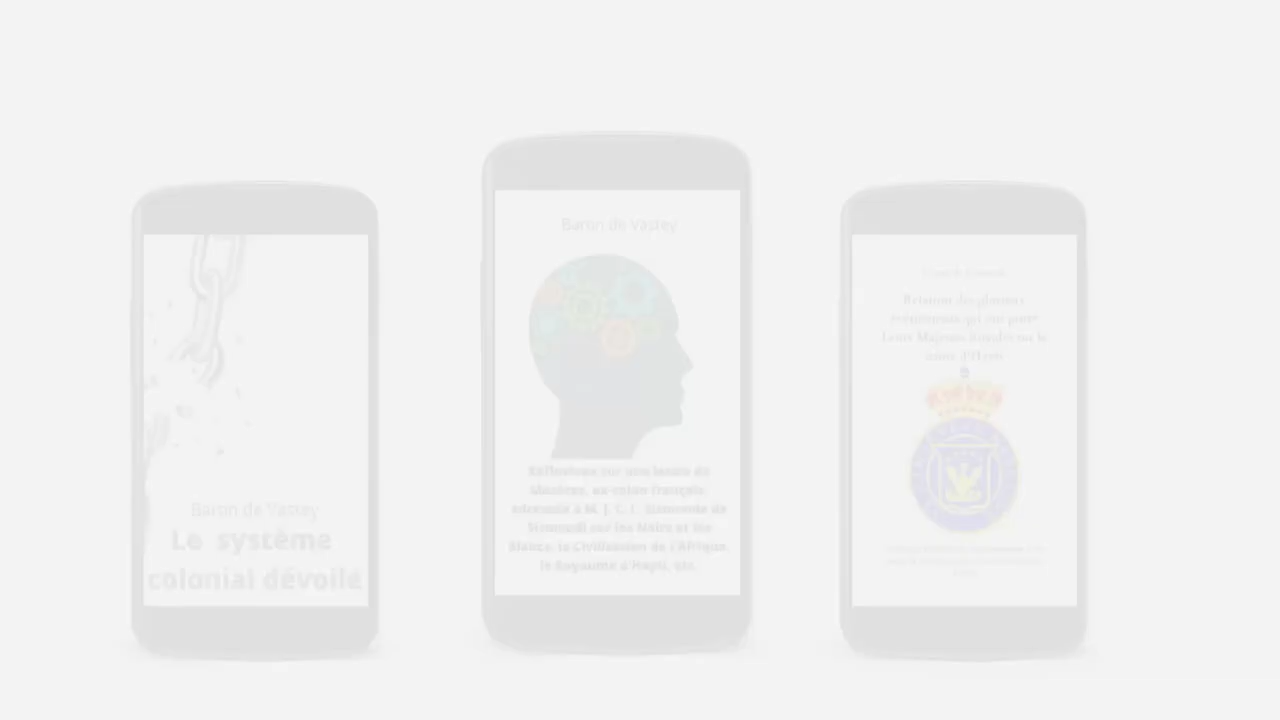 Baron de Vastey
Le système
colonial dévoilé
Baron de Vastey
Réflexions sur une lettre de
Mazères, ex-colon français,
adressée à M. J. C. L. Sismonde de
Sismondi sur les Noirs et les
Blancs, la Civilisation de l'Afrique,
le Royaume d'Hayti, etc.
Relation des glorieux
événements qui ont porté
Leurs Majestés Royales sur le
trône d'Hayti